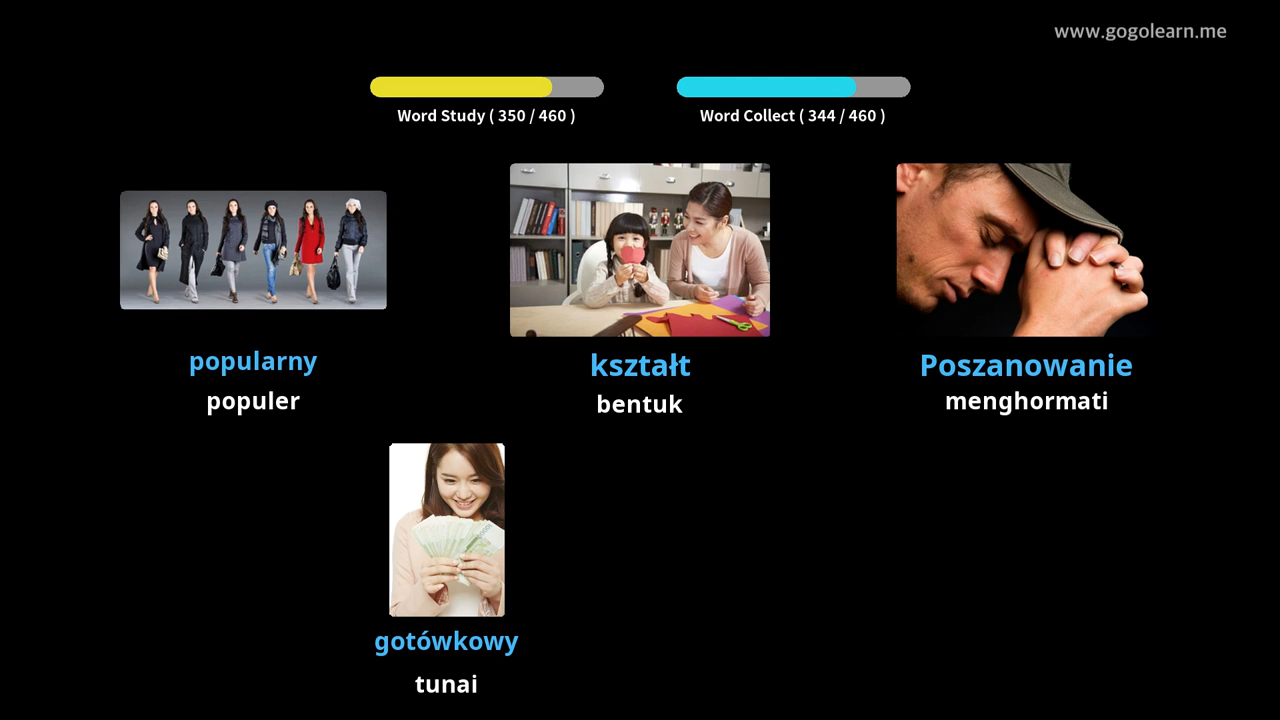 www.gogolearn.me
Word Study ( 350 / 460 )
Word Collect ( 344 / 460 )
popularny
populer
kształt
bentuk
Poszanowanie
menghormati
gotówkowy
tunai